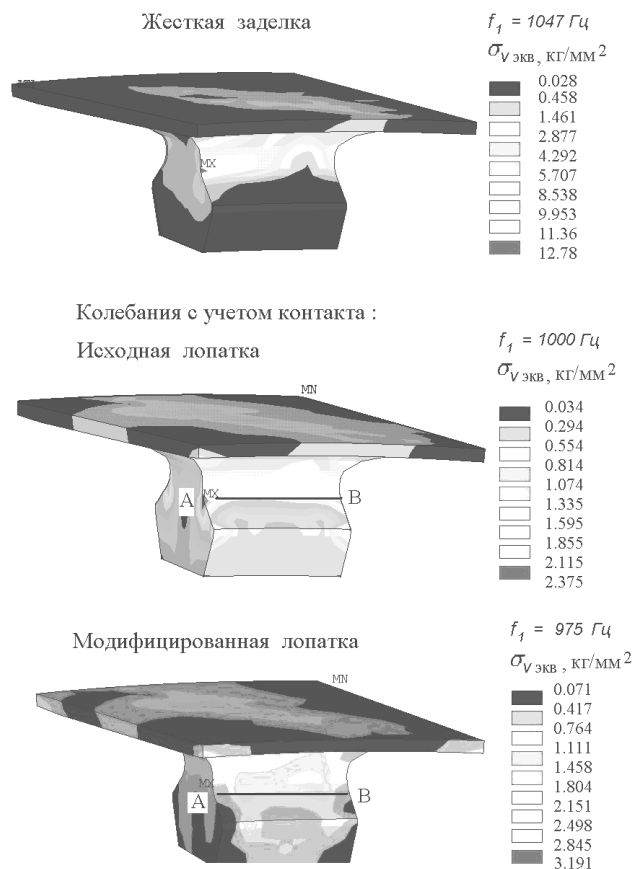 Жесткая заделка
f1 = 1047 Гц
σV экв , кг/мм2
0.028
0.458
1.461
2.877
4.292
5.707
8.538
9.953
11.36
12.78
MN
MX
Колебания с учетом контакта :
Исходная лопатка
f1 = 1000 Гц
σV экв, кг/мм2
0.034
0.294
0.554
0.814
1.074
1.335
1.595
1.855
2.115
2.375
MN
A
MX
B
Модифицированная лопатка
f1 = 975 Гц
σV экв , кг/мм2
0.071
0.417
0.764
1.111
1.458
1.804
2.151
2.498
2.845
3.191
MN
MX
A
B